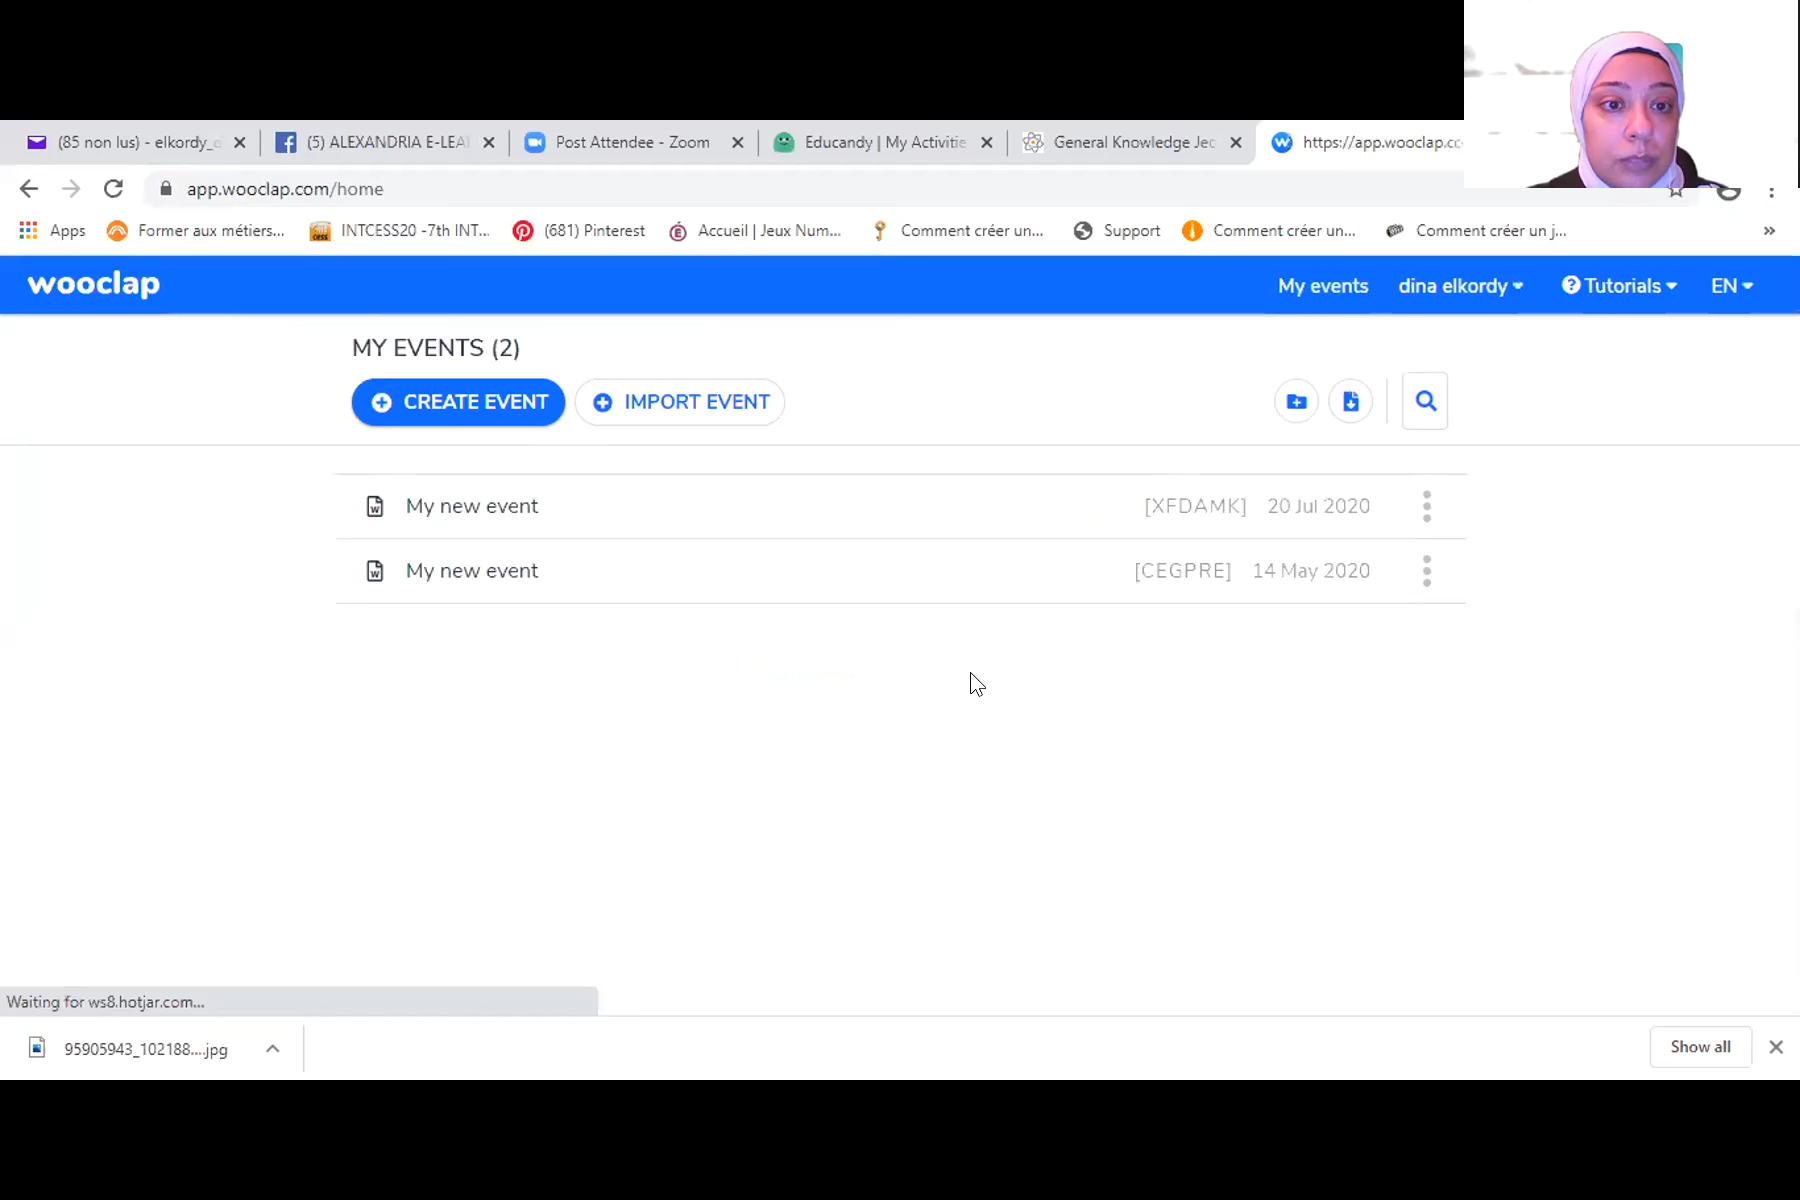 (85 non lus) - elkordy_
(5) ALEXANDRIA E-LEA
Post Attendee - Zoom
Educandy | My Activitie
General Knowledge Jec
https://app.wooclap.cc
app.wooclap.com/home
Apps
Former aux métiers...
INTCESS20 -7th INT...
(681) Pinterest
Accueil | Jeux Num...
Comment créer un...
Support
Comment créer un...
Comment créer un j...
»
wooclap
My events
dina elkordy
Tutorials
EN
MY EVENTS (2)
CREATE EVENT
IMPORT EVENT
My new event [XFDAMK] 20 Jul 2020
My new event [CEGPRE] 14 May 2020
Waiting for ws8.hotjar.com...
95905943_102188....jpg
Show all